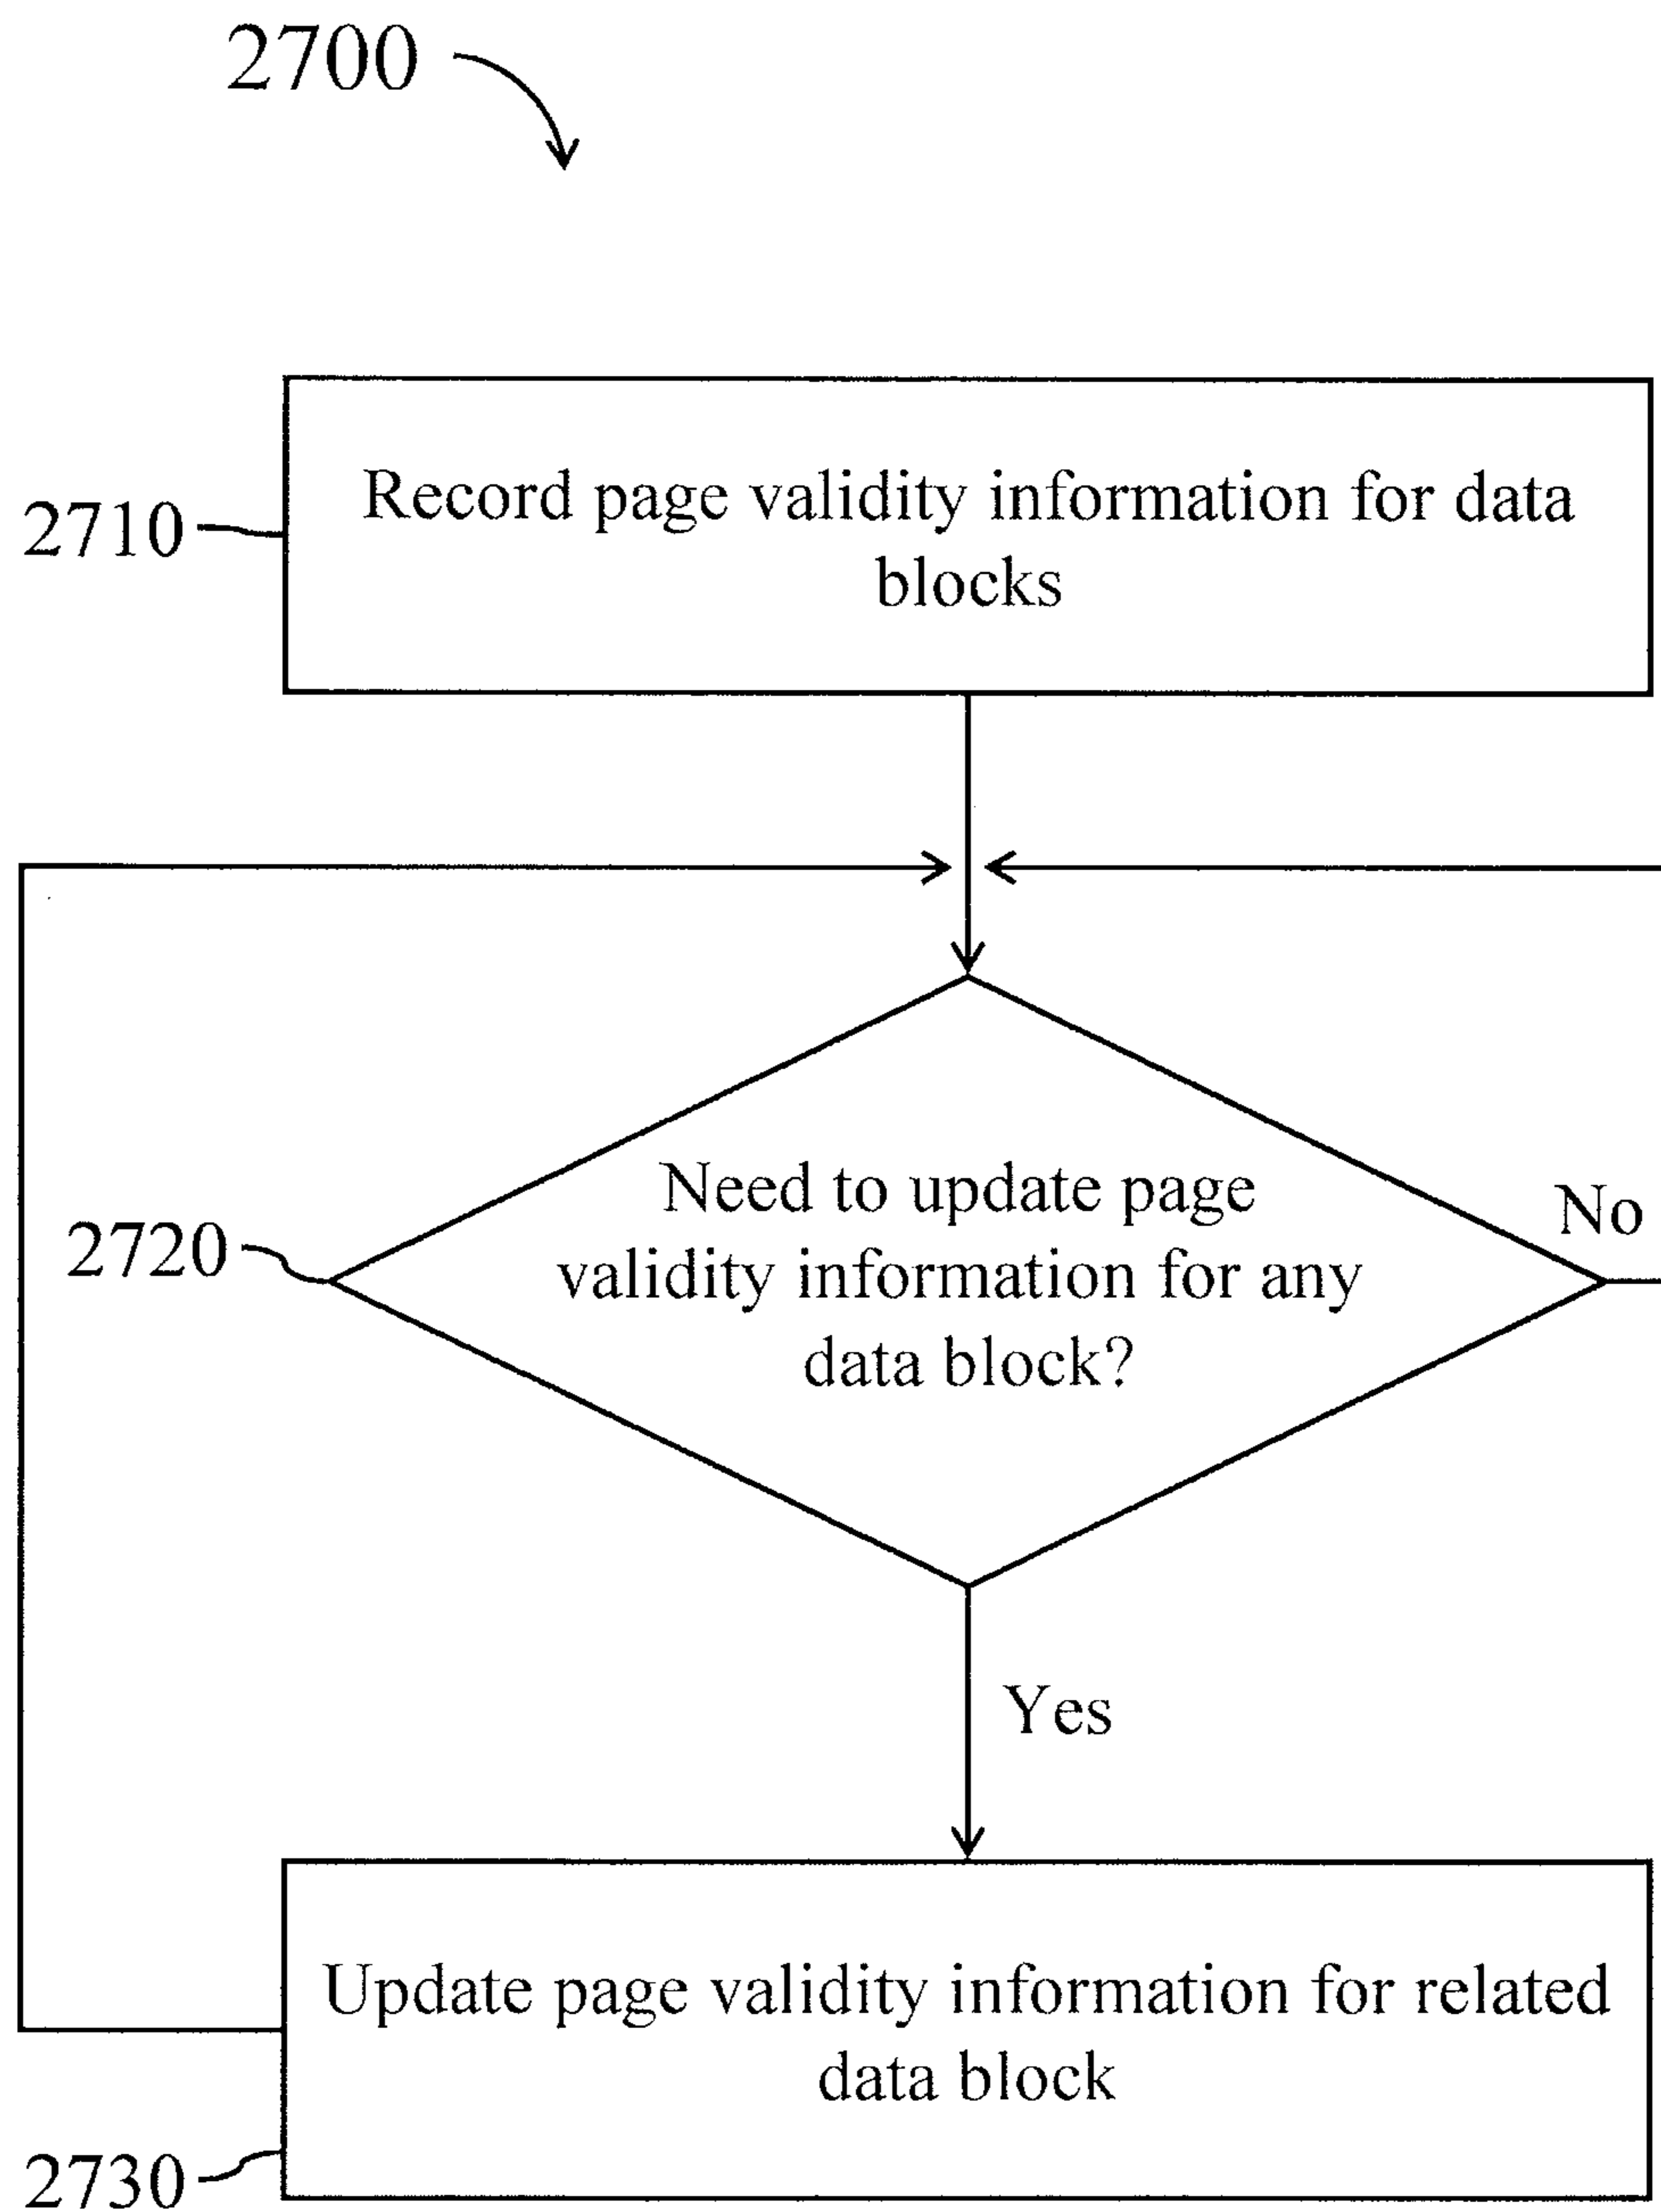 2700
2710
Record page validity information for data
blocks
2720
Need to update page
validity information for any
data block?
No
Yes
Update page validity information for related
data block
2730